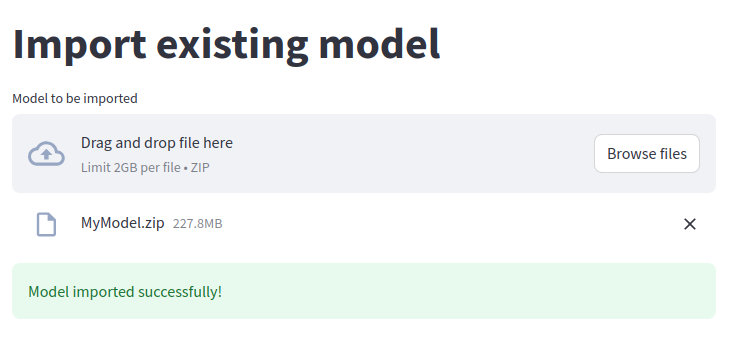 Import existing model
Model to be imported
Drag and drop file here
Limit 2GB per file • ZIP
Browse files
MyModel.zip 227.8MB
Model imported successfully!